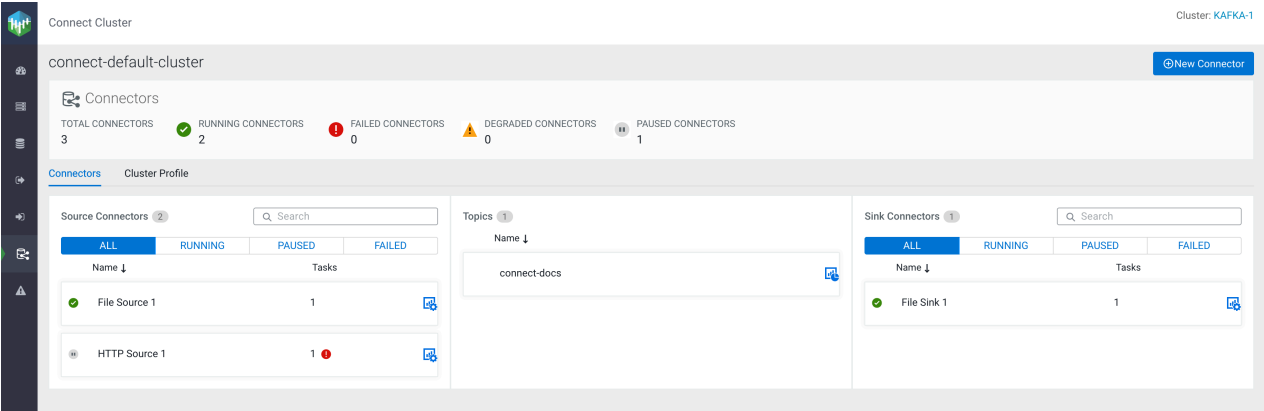 Connect Cluster
Cluster: KAFKA-1
connect-default-cluster
New Connector
Connectors
TOTAL CONNECTORS
3
RUNNING CONNECTORS
2
FAILED CONNECTORS
0
DEGRADED CONNECTORS
0
PAUSED CONNECTORS
1
Connectors Cluster Profile
Source Connectors 2
Search
ALL RUNNING PAUSED FAILED
Name ↓ Tasks
File Source 1 1
HTTP Source 1 1
Topics 1
Name ↓
connect-docs
Sink Connectors 1
Search
ALL RUNNING PAUSED FAILED
Name ↓ Tasks
File Sink 1 1